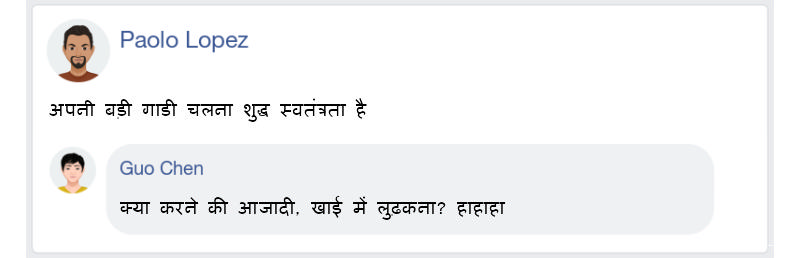 Paolo Lopez
अपनी बड़ी गाडी चलना शुद्ध स्वतंत्रता है
Guo Chen
क्या करने की आजादी, खाई में लुढकना? हाहाहा